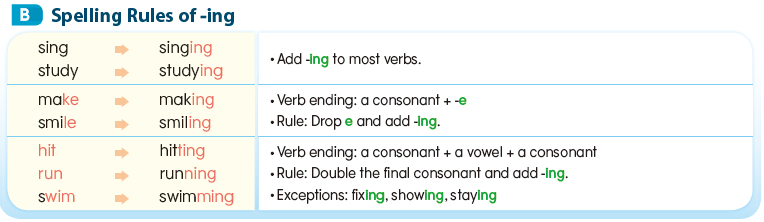 B Spelling Rules of -ing
sing ➡ singing
study ➡ studying
• Add -ing to most verbs.
make ➡ making
smile ➡ smiling
• Verb ending: a consonant + -e
• Rule: Drop e and add -ing.
hit ➡ hitting
run ➡ running
swim ➡ swimming
• Verb ending: a consonant + a vowel + a consonant
• Rule: Double the final consonant and add -ing.
• Exceptions: fixing, showing, staying